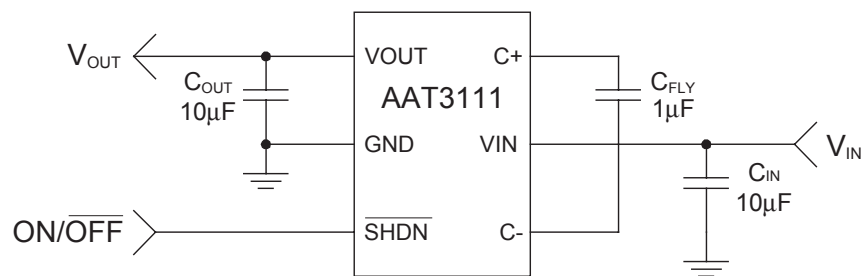 VOUT
COUT
10µF
ON/OFF
VOUT
GND
SHDN
AAT3111
C+
VIN
C-
CFLY
1µF
VIN
CIN
10µF